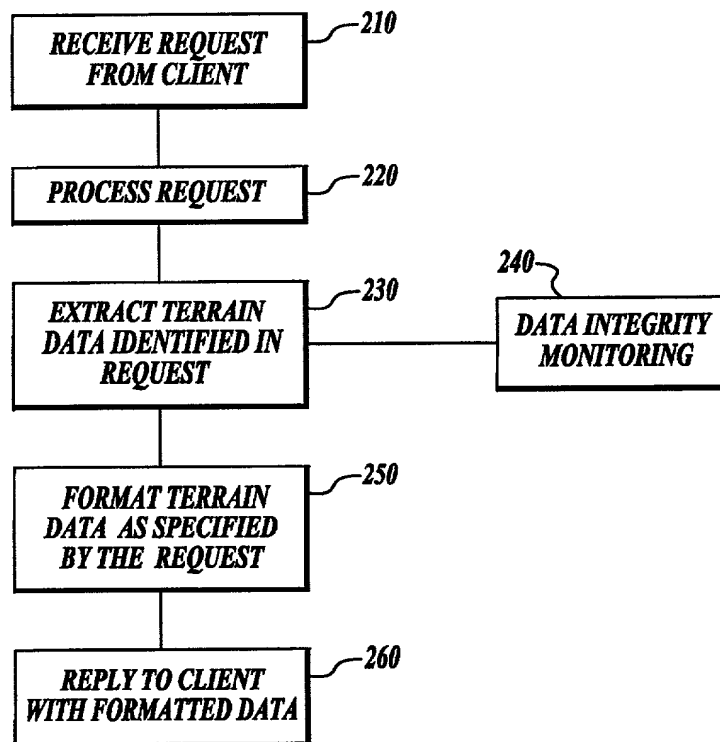 RECEIVE REQUEST
FROM CLIENT
210
PROCESS REQUEST
220
EXTRACT TERRAIN
DATA IDENTIFIED IN
REQUEST
230
240
DATA INTEGRITY
MONITORING
FORMAT TERRAIN
DATA AS SPECIFIED
BY THE REQUEST
250
REPLY TO CLIENT
WITH FORMATTED DATA
260